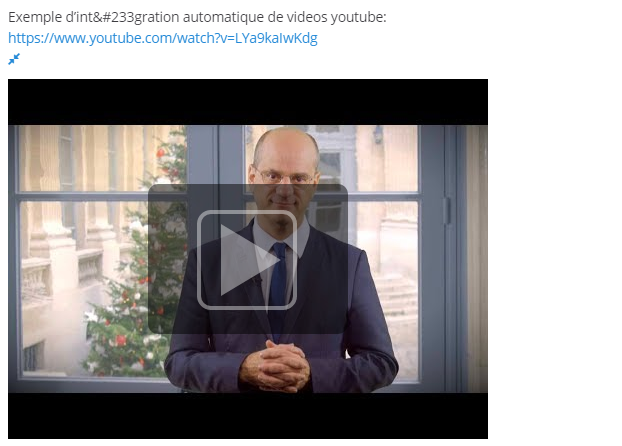 Exemple d’int&#233gration automatique de videos youtube:
https://www.youtube.com/watch?v=LYa9kaIwKdg